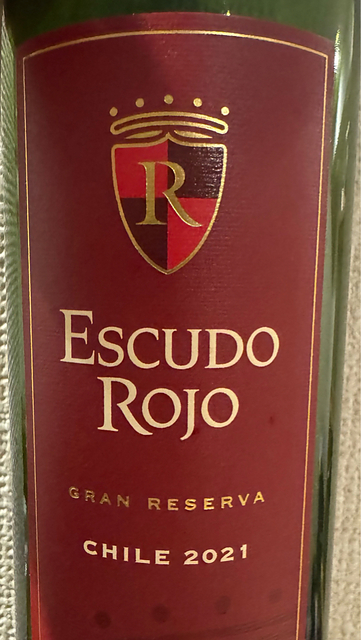 R
ESCUDO
ROJO
GRAN RESERVA
CHILE 2021